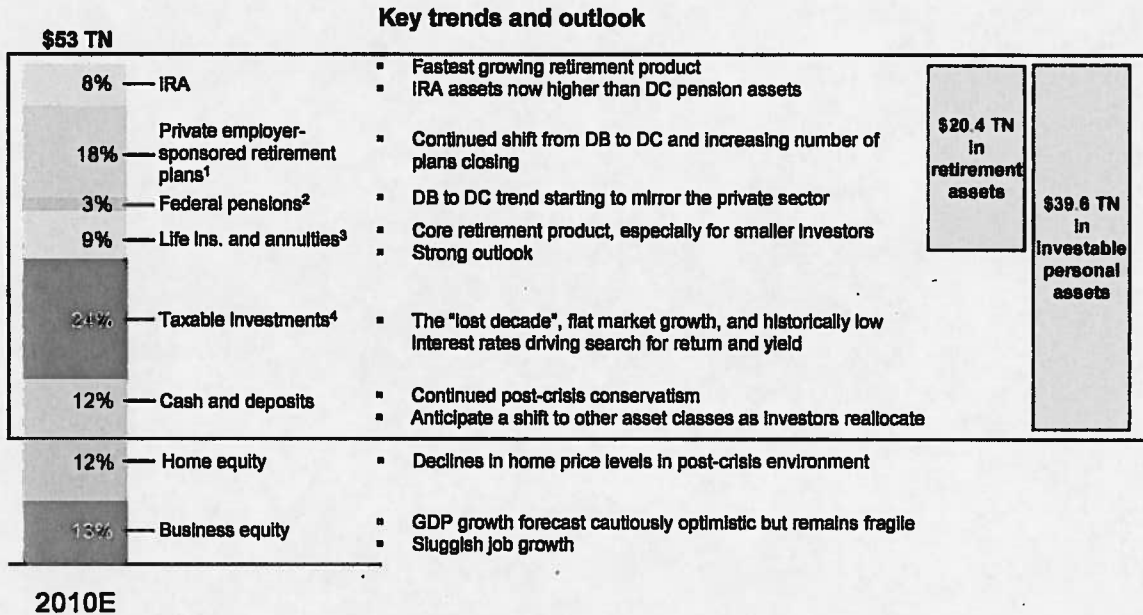 Key trends and outlook
$53 TN
8%
IRA
▪ Fastest growing retirement product
▪ IRA assets now higher than DC pension assets
18%
Private employer-
sponsored retirement
plans¹
▪ Continued shift from DB to DC and increasing number of
plans closing
3%
Federal pensions²
▪ DB to DC trend starting to mirror the private sector
9%
Life Ins. and annuities³
▪ Core retirement product, especially for smaller investors
▪ Strong outlook
24%
Taxable investments⁴
▪ The "lost decade", flat market growth, and historically low
interest rates driving search for return and yield
12%
Cash and deposits
▪ Continued post-crisis conservatism
▪ Anticipate a shift to other asset classes as investors reallocate
12%
Home equity
▪ Declines in home price levels in post-crisis environment
13%
Business equity
▪ GDP growth forecast cautiously optimistic but remains fragile
▪ Sluggish job growth
2010E
$20.4 TN
in
retirement
assets
$39.6 TN
in
investable
personal
assets